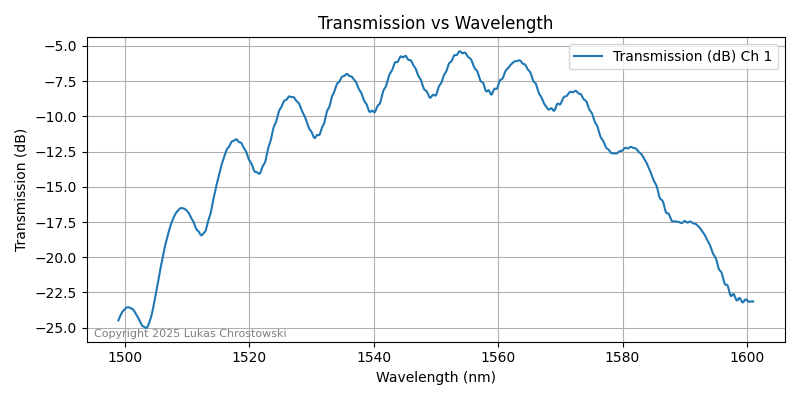 Transmission vs Wavelength
Transmission (dB) Ch 1
Transmission (dB)
−5.0
−7.5
−10.0
−12.5
−15.0
−17.5
−20.0
−22.5
−25.0
Copyright 2025 Lukas Chrostowski
1500 1520 1540 1560 1580 1600
Wavelength (nm)